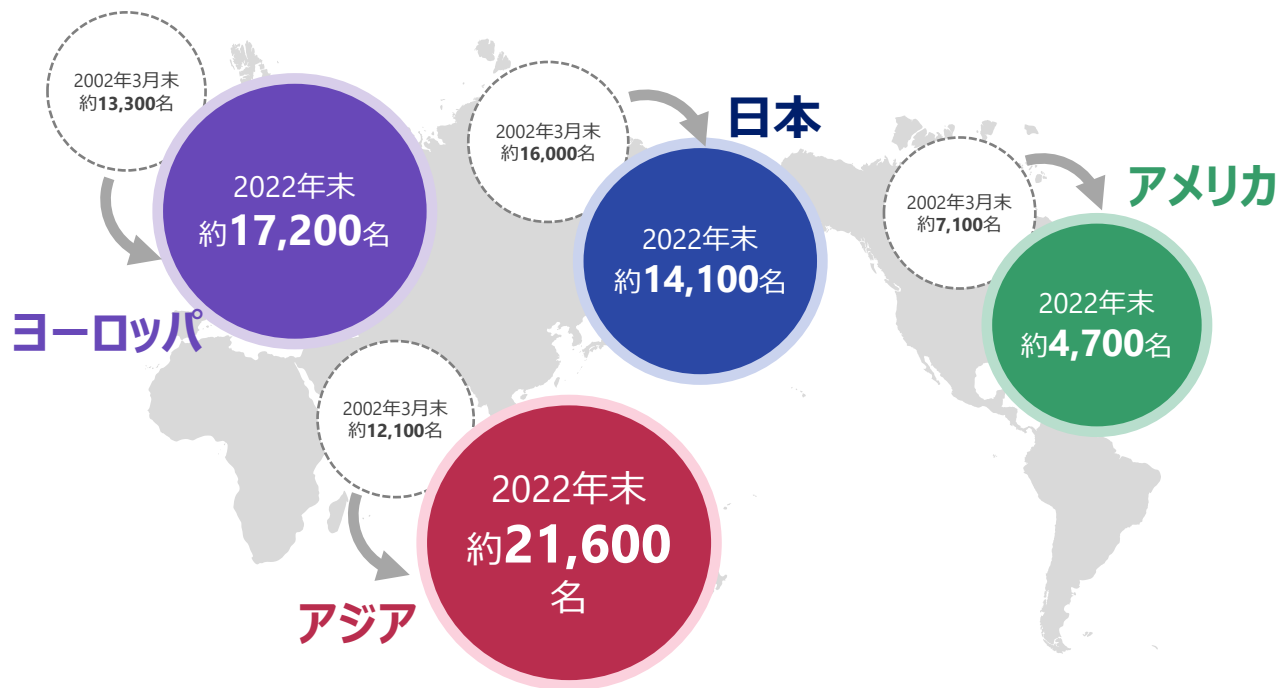 2002年3月末
約13,300名
2022年末
約17,200名
ヨーロッパ
2002年3月末
約16,000名
日本
2022年末
約14,100名
2002年3月末
約7,100名
アメリカ
2022年末
約4,700名
2002年3月末
約12,100名
2022年末
約21,600
名
アジア